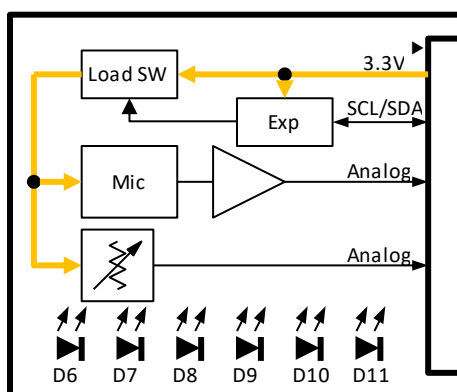 3.3V
Load SW
SCL/SDA
Exp
Mic
Analog
Analog
D6 D7 D8 D9 D10 D11